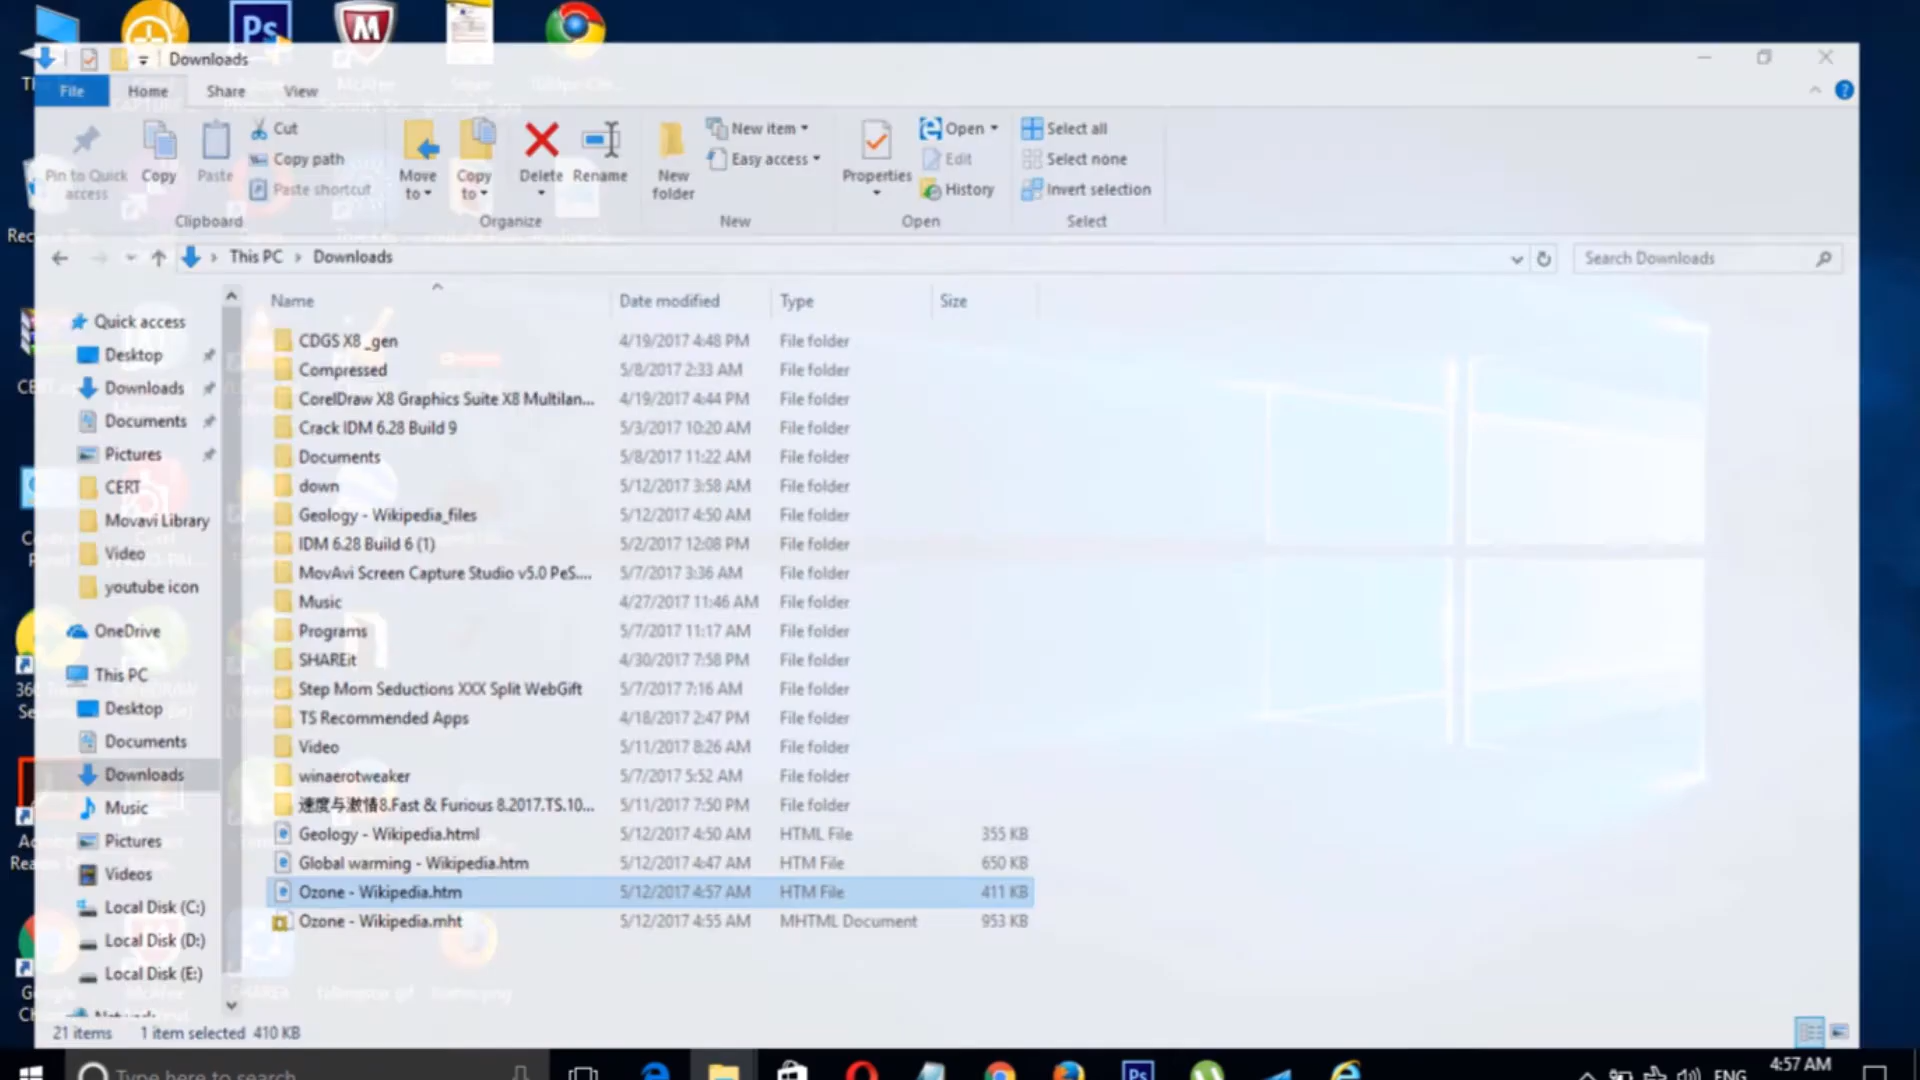 Downloads
File Home Share View
Pin to Quick access
Copy
Paste
Cut
Copy path
Paste shortcut
Clipboard
Move to
Copy to
Delete
Rename
Organize
New folder
New item
Easy access
New
Properties
Open
Edit
History
Open
Select all
Select none
Invert selection
Select
This PC > Downloads
Search Downloads
Quick access
Desktop
Downloads
Documents
Pictures
CERT
Movavi Library
Video
youtube icon
OneDrive
This PC
Desktop
Documents
Downloads
Music
Pictures
Videos
Local Disk (C:)
Local Disk (D:)
Local Disk (E:)
Name Date modified Type Size
CDGS X8 _gen 4/19/2017 4:48 PM File folder
Compressed 5/8/2017 2:33 AM File folder
CorelDraw X8 Graphics Suite X8 Multilan... 4/19/2017 4:44 PM File folder
Crack IDM 6.28 Build 9 5/3/2017 10:20 AM File folder
Documents 5/8/2017 11:22 AM File folder
down 5/12/2017 3:58 AM File folder
Geology - Wikipedia_files 5/12/2017 4:50 AM File folder
IDM 6.28 Build 6 (1) 5/2/2017 12:08 PM File folder
MovAvi Screen Capture Studio v5.0 PeS.... 5/7/2017 3:36 AM File folder
Music 4/27/2017 11:46 AM File folder
Programs 5/7/2017 11:17 AM File folder
SHAREit 4/30/2017 7:58 PM File folder
Step Mom Seductions XXX Split WebGift 5/7/2017 7:16 AM File folder
TS Recommended Apps 4/18/2017 2:47 PM File folder
Video 5/11/2017 8:26 AM File folder
winaerotweaker 5/7/2017 5:52 AM File folder
速度与激情8.Fast & Furious 8.2017.TS.10... 5/11/2017 7:50 PM File folder
Geology - Wikipedia.html 5/12/2017 4:50 AM HTML File 355 KB
Global warming - Wikipedia.htm 5/12/2017 4:47 AM HTM File 650 KB
Ozone - Wikipedia.htm 5/12/2017 4:57 AM HTM File 411 KB
Ozone - Wikipedia.mht 5/12/2017 4:55 AM MHTML Document 953 KB
21 items 1 item selected 410 KB
Type here to search
Ps
Ps
ENG
4:57 AM